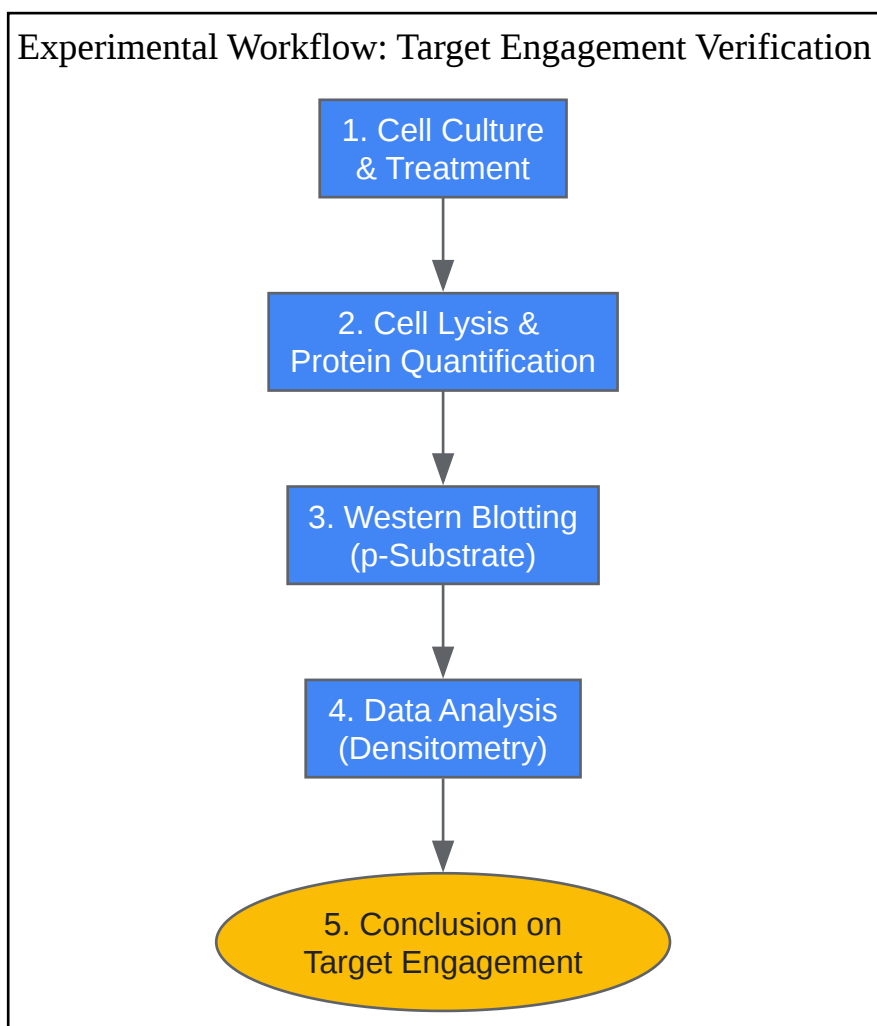 Experimental Workflow: Target Engagement Verification
1. Cell Culture
& Treatment
2. Cell Lysis &
Protein Quantification
3. Western Blotting
(p-Substrate)
4. Data Analysis
(Densitometry)
5. Conclusion on
Target Engagement